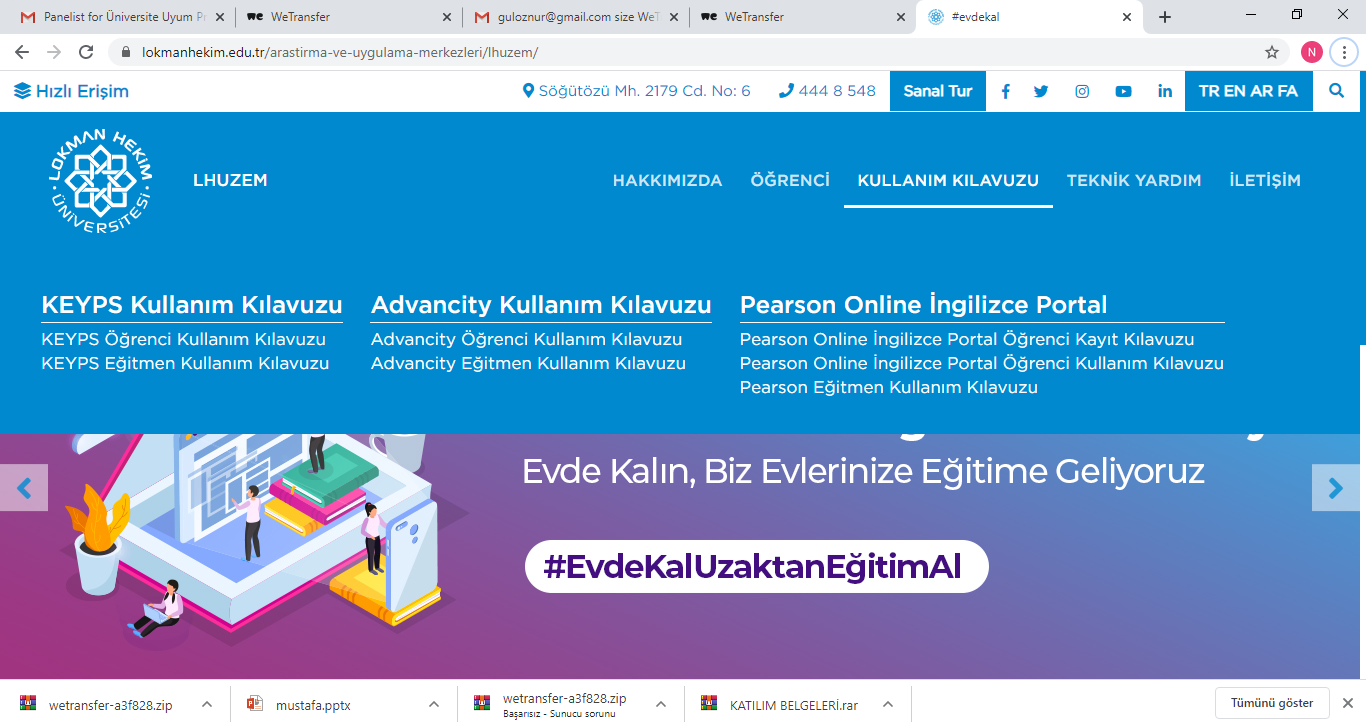 Panelist for Üniversite Uyum Pr
WeTransfer
guloznur@gmail.com size WeT
WeTransfer
#evdekal
lokmanhekim.edu.tr/arastirma-ve-uygulama-merkezleri/lhuzem/
N
Hızlı Erişim
Söğütözü Mh. 2179 Cd. No: 6
444 8 548
Sanal Tur
TR EN AR FA
LOKMAN HEKİM ÜNİVERSİTESİ
LHUZEM
HAKKIMIZDA
ÖĞRENCİ
KULLANIM KILAVUZU
TEKNİK YARDIM
İLETİŞİM
KEYPS Kullanım Kılavuzu
KEYPS Öğrenci Kullanım Kılavuzu
KEYPS Eğitmen Kullanım Kılavuzu
Advancity Kullanım Kılavuzu
Advancity Öğrenci Kullanım Kılavuzu
Advancity Eğitmen Kullanım Kılavuzu
Pearson Online İngilizce Portal
Pearson Online İngilizce Portal Öğrenci Kayıt Kılavuzu
Pearson Online İngilizce Portal Öğrenci Kullanım Kılavuzu
Pearson Eğitmen Kullanım Kılavuzu
Evde Kalın, Biz Evlerinize Eğitime Geliyoruz
#EvdeKalUzaktanEğitimAl
wetransfer-a3f828.zip
mustafa.pptx
wetransfer-a3f828.zip
Başarısız - Sunucu sorunu
KATILIM BELGELERİ.rar
Tümünü göster